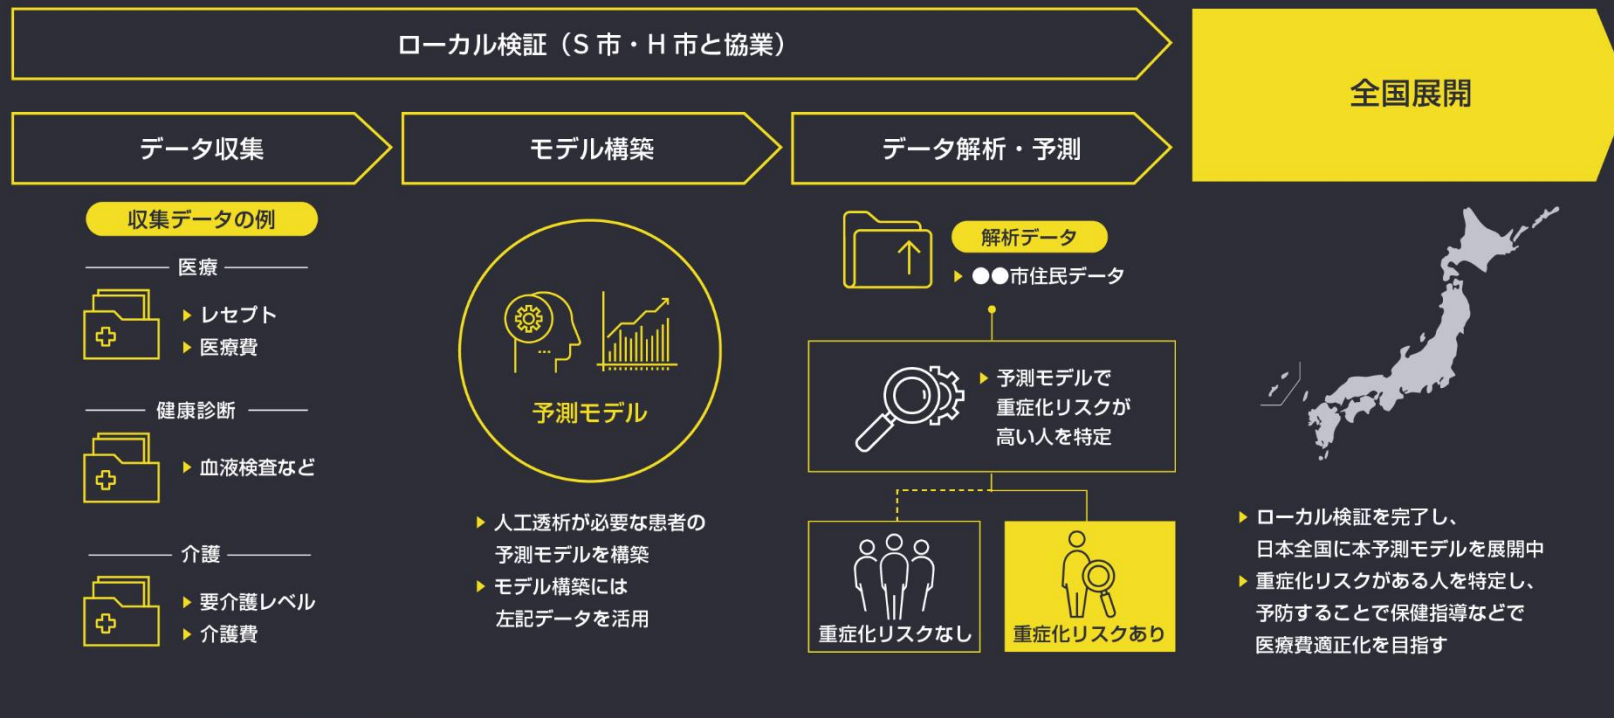 ローカル検証（S市・H市と協業）
全国展開
データ収集
モデル構築
データ解析・予測
収集データの例
医療
レセプト
医療費
健康診断
血液検査など
介護
要介護レベル
介護費
予測モデル
人工透析が必要な患者の
予測モデルを構築
モデル構築には
左記データを活用
解析データ
●●市住民データ
予測モデルで
重症化リスクが
高い人を特定
重症化リスクなし
重症化リスクあり
ローカル検証を完了し、
日本全国に本予測モデルを展開中
重症化リスクがある人を特定し、
予防することで保健指導などで
医療費適正化を目指す